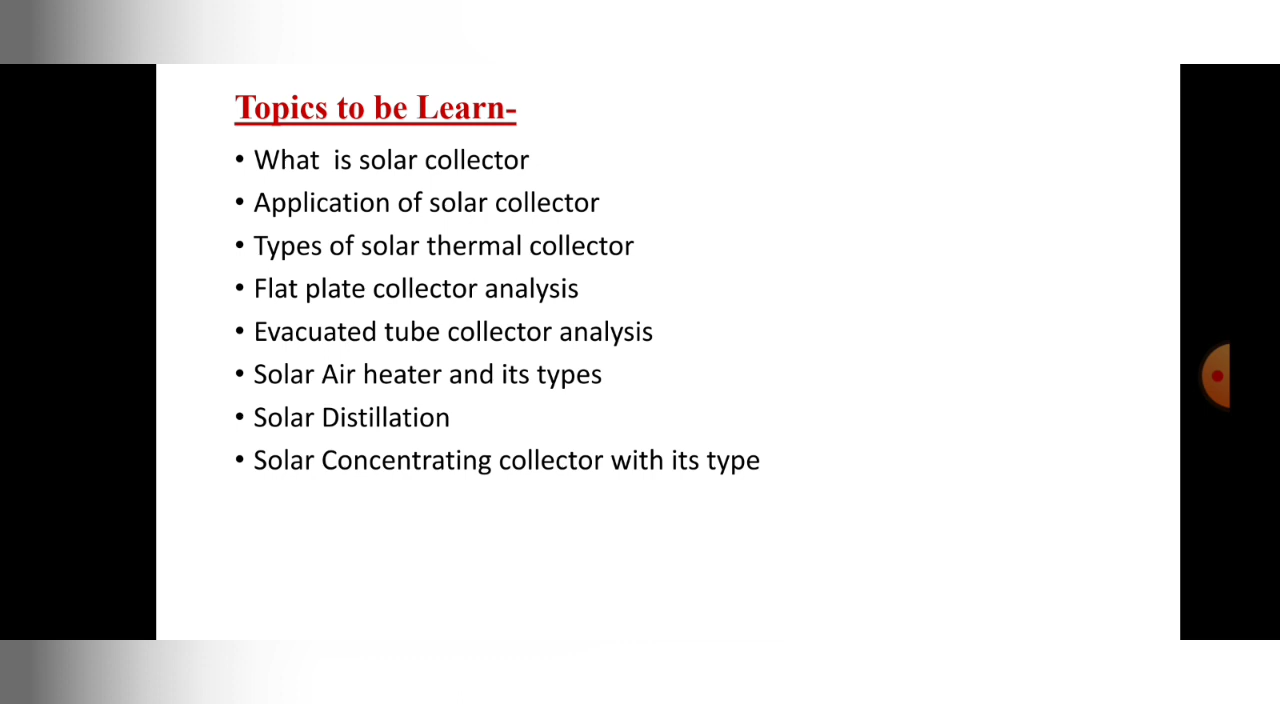 Topics to be Learn-
• What  is solar collector
• Application of solar collector
• Types of solar thermal collector
• Flat plate collector analysis
• Evacuated tube collector analysis
• Solar Air heater and its types
• Solar Distillation
• Solar Concentrating collector with its type